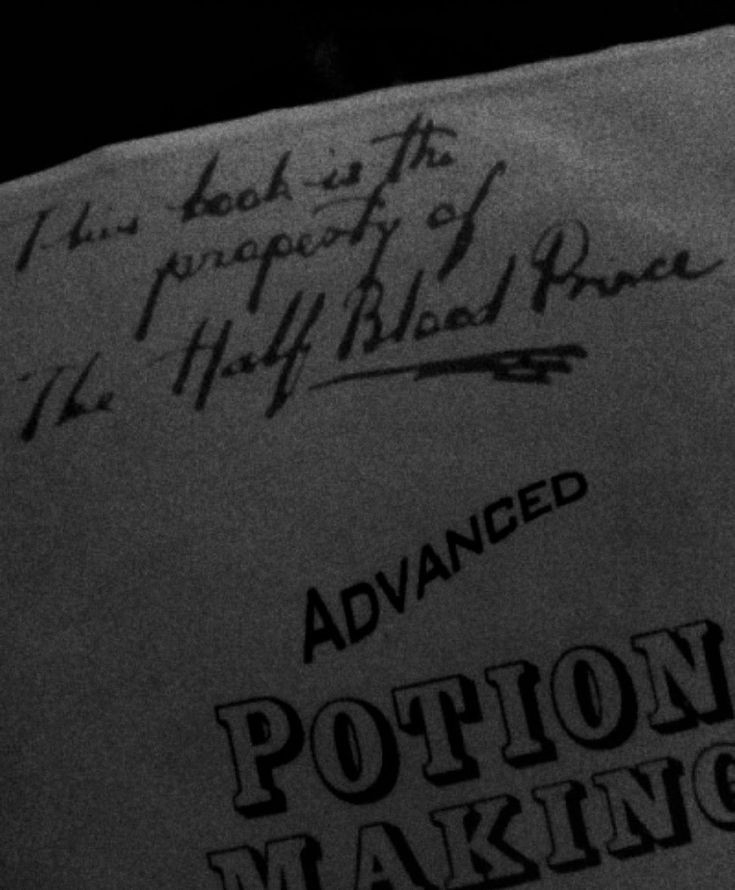 This book is the
property of
The Half Blood Prince
ADVANCED
POTION
MAKING